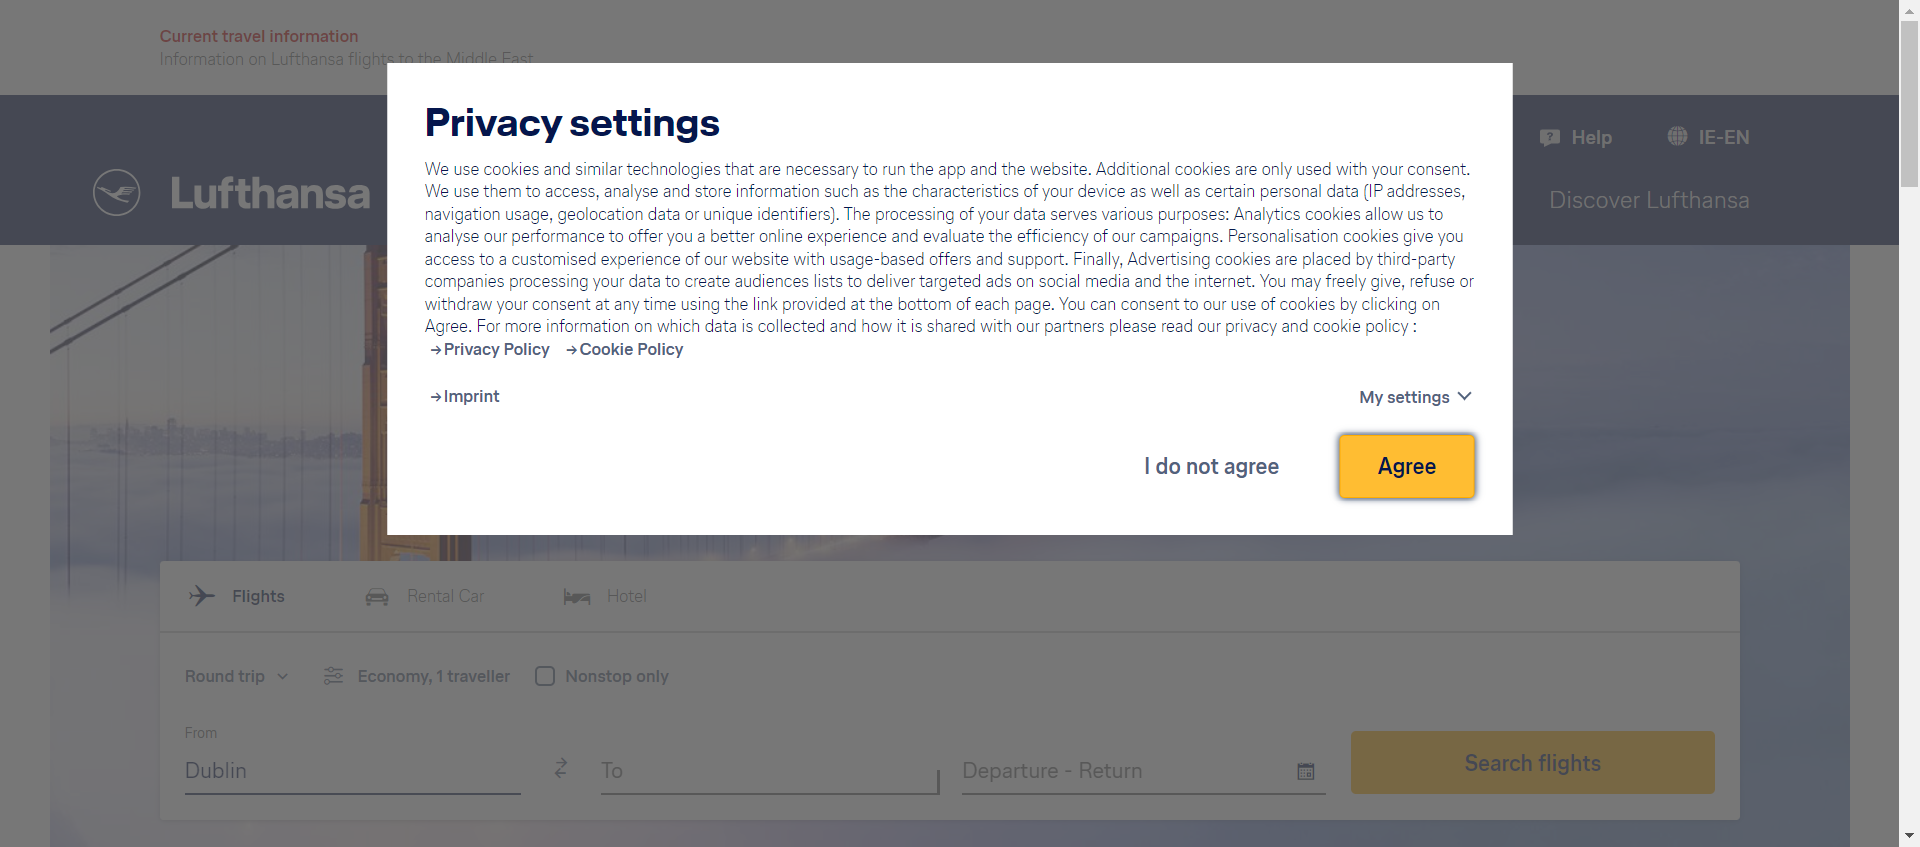 Current travel information
Information on Lufthansa flights to the Middle East
Help
IE-EN
Lufthansa
Discover Lufthansa
Privacy settings
We use cookies and similar technologies that are necessary to run the app and the website. Additional cookies are only used with your consent.
We use them to access, analyse and store information such as the characteristics of your device as well as certain personal data (IP addresses,
navigation usage, geolocation data or unique identifiers). The processing of your data serves various purposes: Analytics cookies allow us to
analyse our performance to offer you a better online experience and evaluate the efficiency of our campaigns. Personalisation cookies give you
access to a customised experience of our website with usage-based offers and support. Finally, Advertising cookies are placed by third-party
companies processing your data to create audiences lists to deliver targeted ads on social media and the internet. You may freely give, refuse or
withdraw your consent at any time using the link provided at the bottom of each page. You can consent to our use of cookies by clicking on
Agree. For more information on which data is collected and how it is shared with our partners please read our privacy and cookie policy :
Privacy Policy Cookie Policy
Imprint
My settings
I do not agree
Agree
Flights
Rental Car
Hotel
Round trip
Economy, 1 traveller
Nonstop only
From
Dublin
To
Departure - Return
Search flights